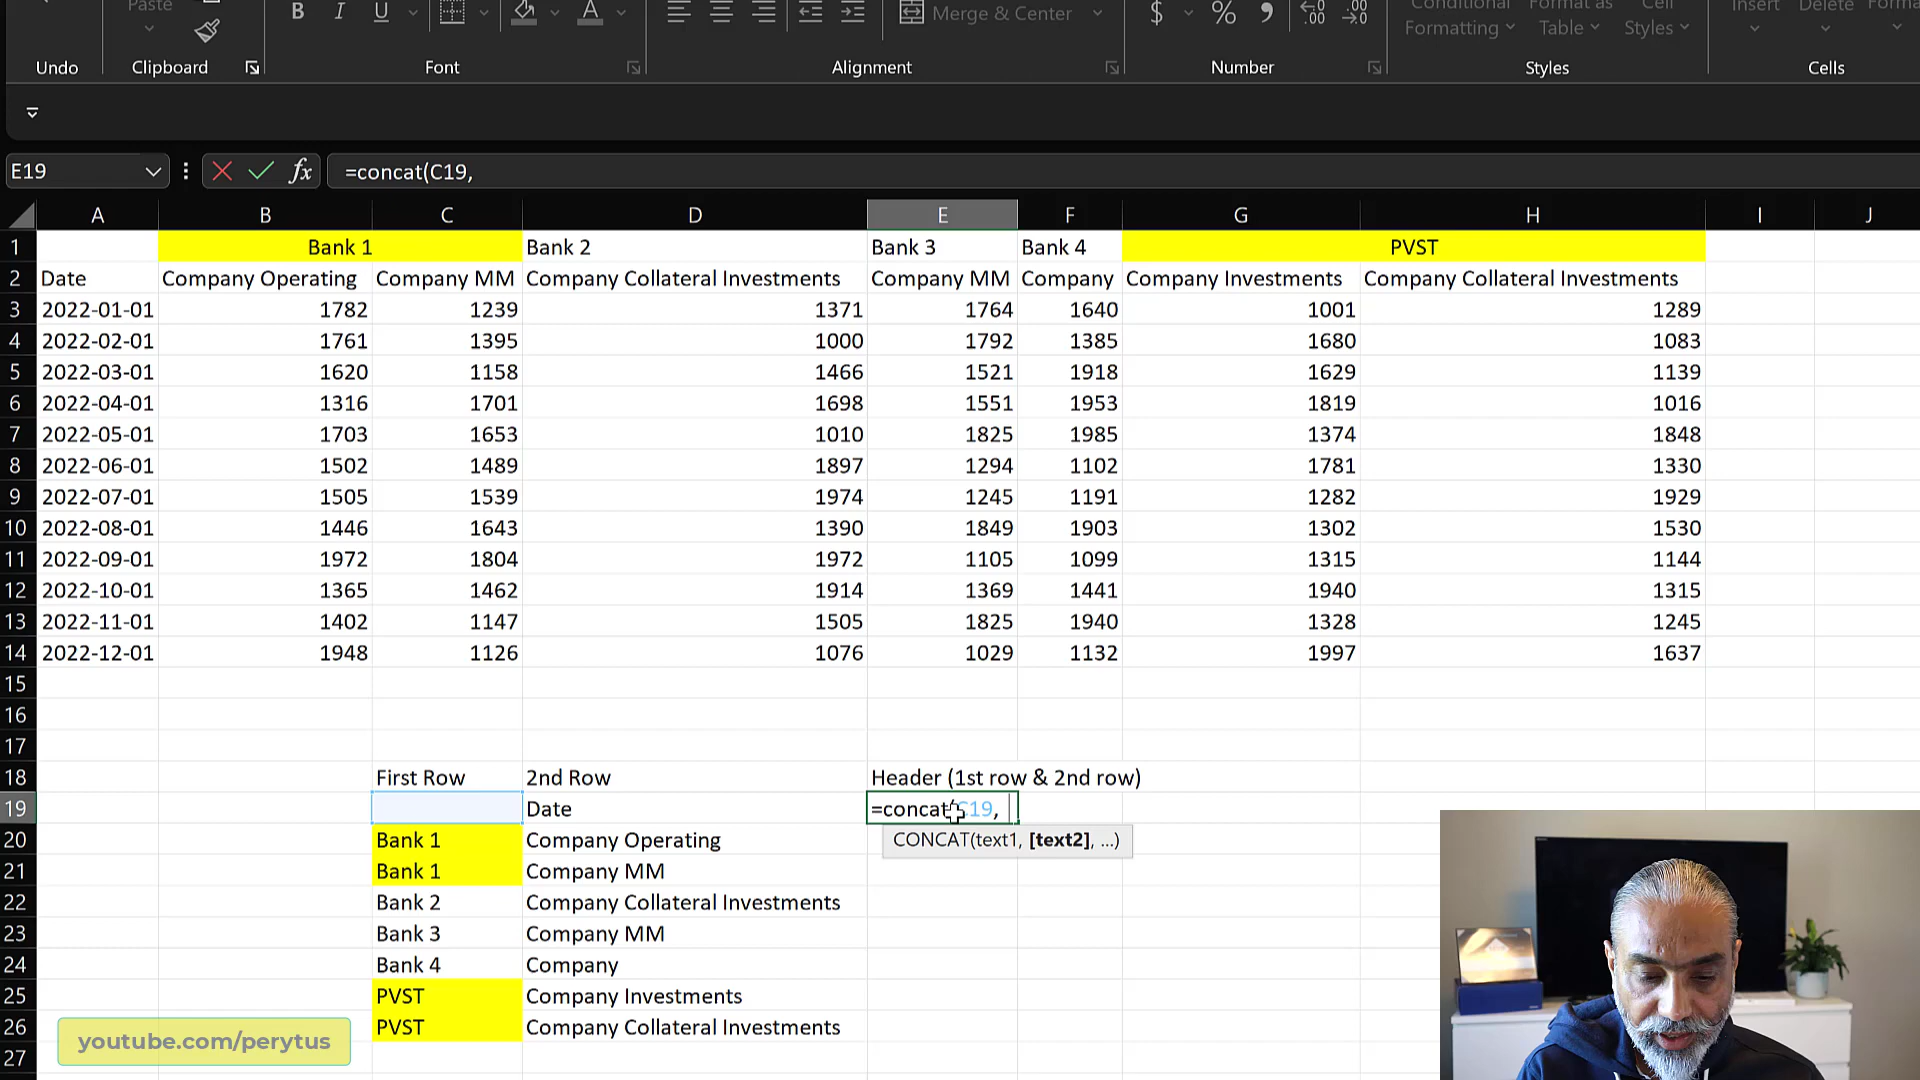 Paste
Merge & Center
$ % 9 .00
Conditional Formatting
Format as Table
Cell Styles
Insert Delete
Undo Clipboard Font Alignment Number Styles Cells
E19 fx =concat(C19,
A B C D E F G H I J
1 Bank 1 Bank 2 Bank 3 Bank 4 PVST
2 Date Company Operating Company MM Company Collateral Investments Company MM Company Company Investments Company Collateral Investments
3 2022-01-01 1782 1239 1371 1764 1640 1001 1289
4 2022-02-01 1761 1395 1000 1792 1385 1680 1083
5 2022-03-01 1620 1158 1466 1521 1918 1629 1139
6 2022-04-01 1316 1701 1698 1551 1953 1819 1016
7 2022-05-01 1703 1653 1010 1825 1985 1374 1848
8 2022-06-01 1502 1489 1897 1294 1102 1781 1330
9 2022-07-01 1505 1539 1974 1245 1191 1282 1929
10 2022-08-01 1446 1643 1390 1849 1903 1302 1530
11 2022-09-01 1972 1804 1972 1105 1099 1315 1144
12 2022-10-01 1365 1462 1914 1369 1441 1940 1315
13 2022-11-01 1402 1147 1505 1825 1940 1328 1245
14 2022-12-01 1948 1126 1076 1029 1132 1997 1637
15
16
17
18 First Row 2nd Row Header (1st row & 2nd row)
19 Date =concat(C19,
20 Bank 1 Company Operating CONCAT(text1, [text2], ...)
21 Bank 1 Company MM
22 Bank 2 Company Collateral Investments
23 Bank 3 Company MM
24 Bank 4 Company
25 PVST Company Investments
26 PVST Company Collateral Investments
27
youtube.com/perytus